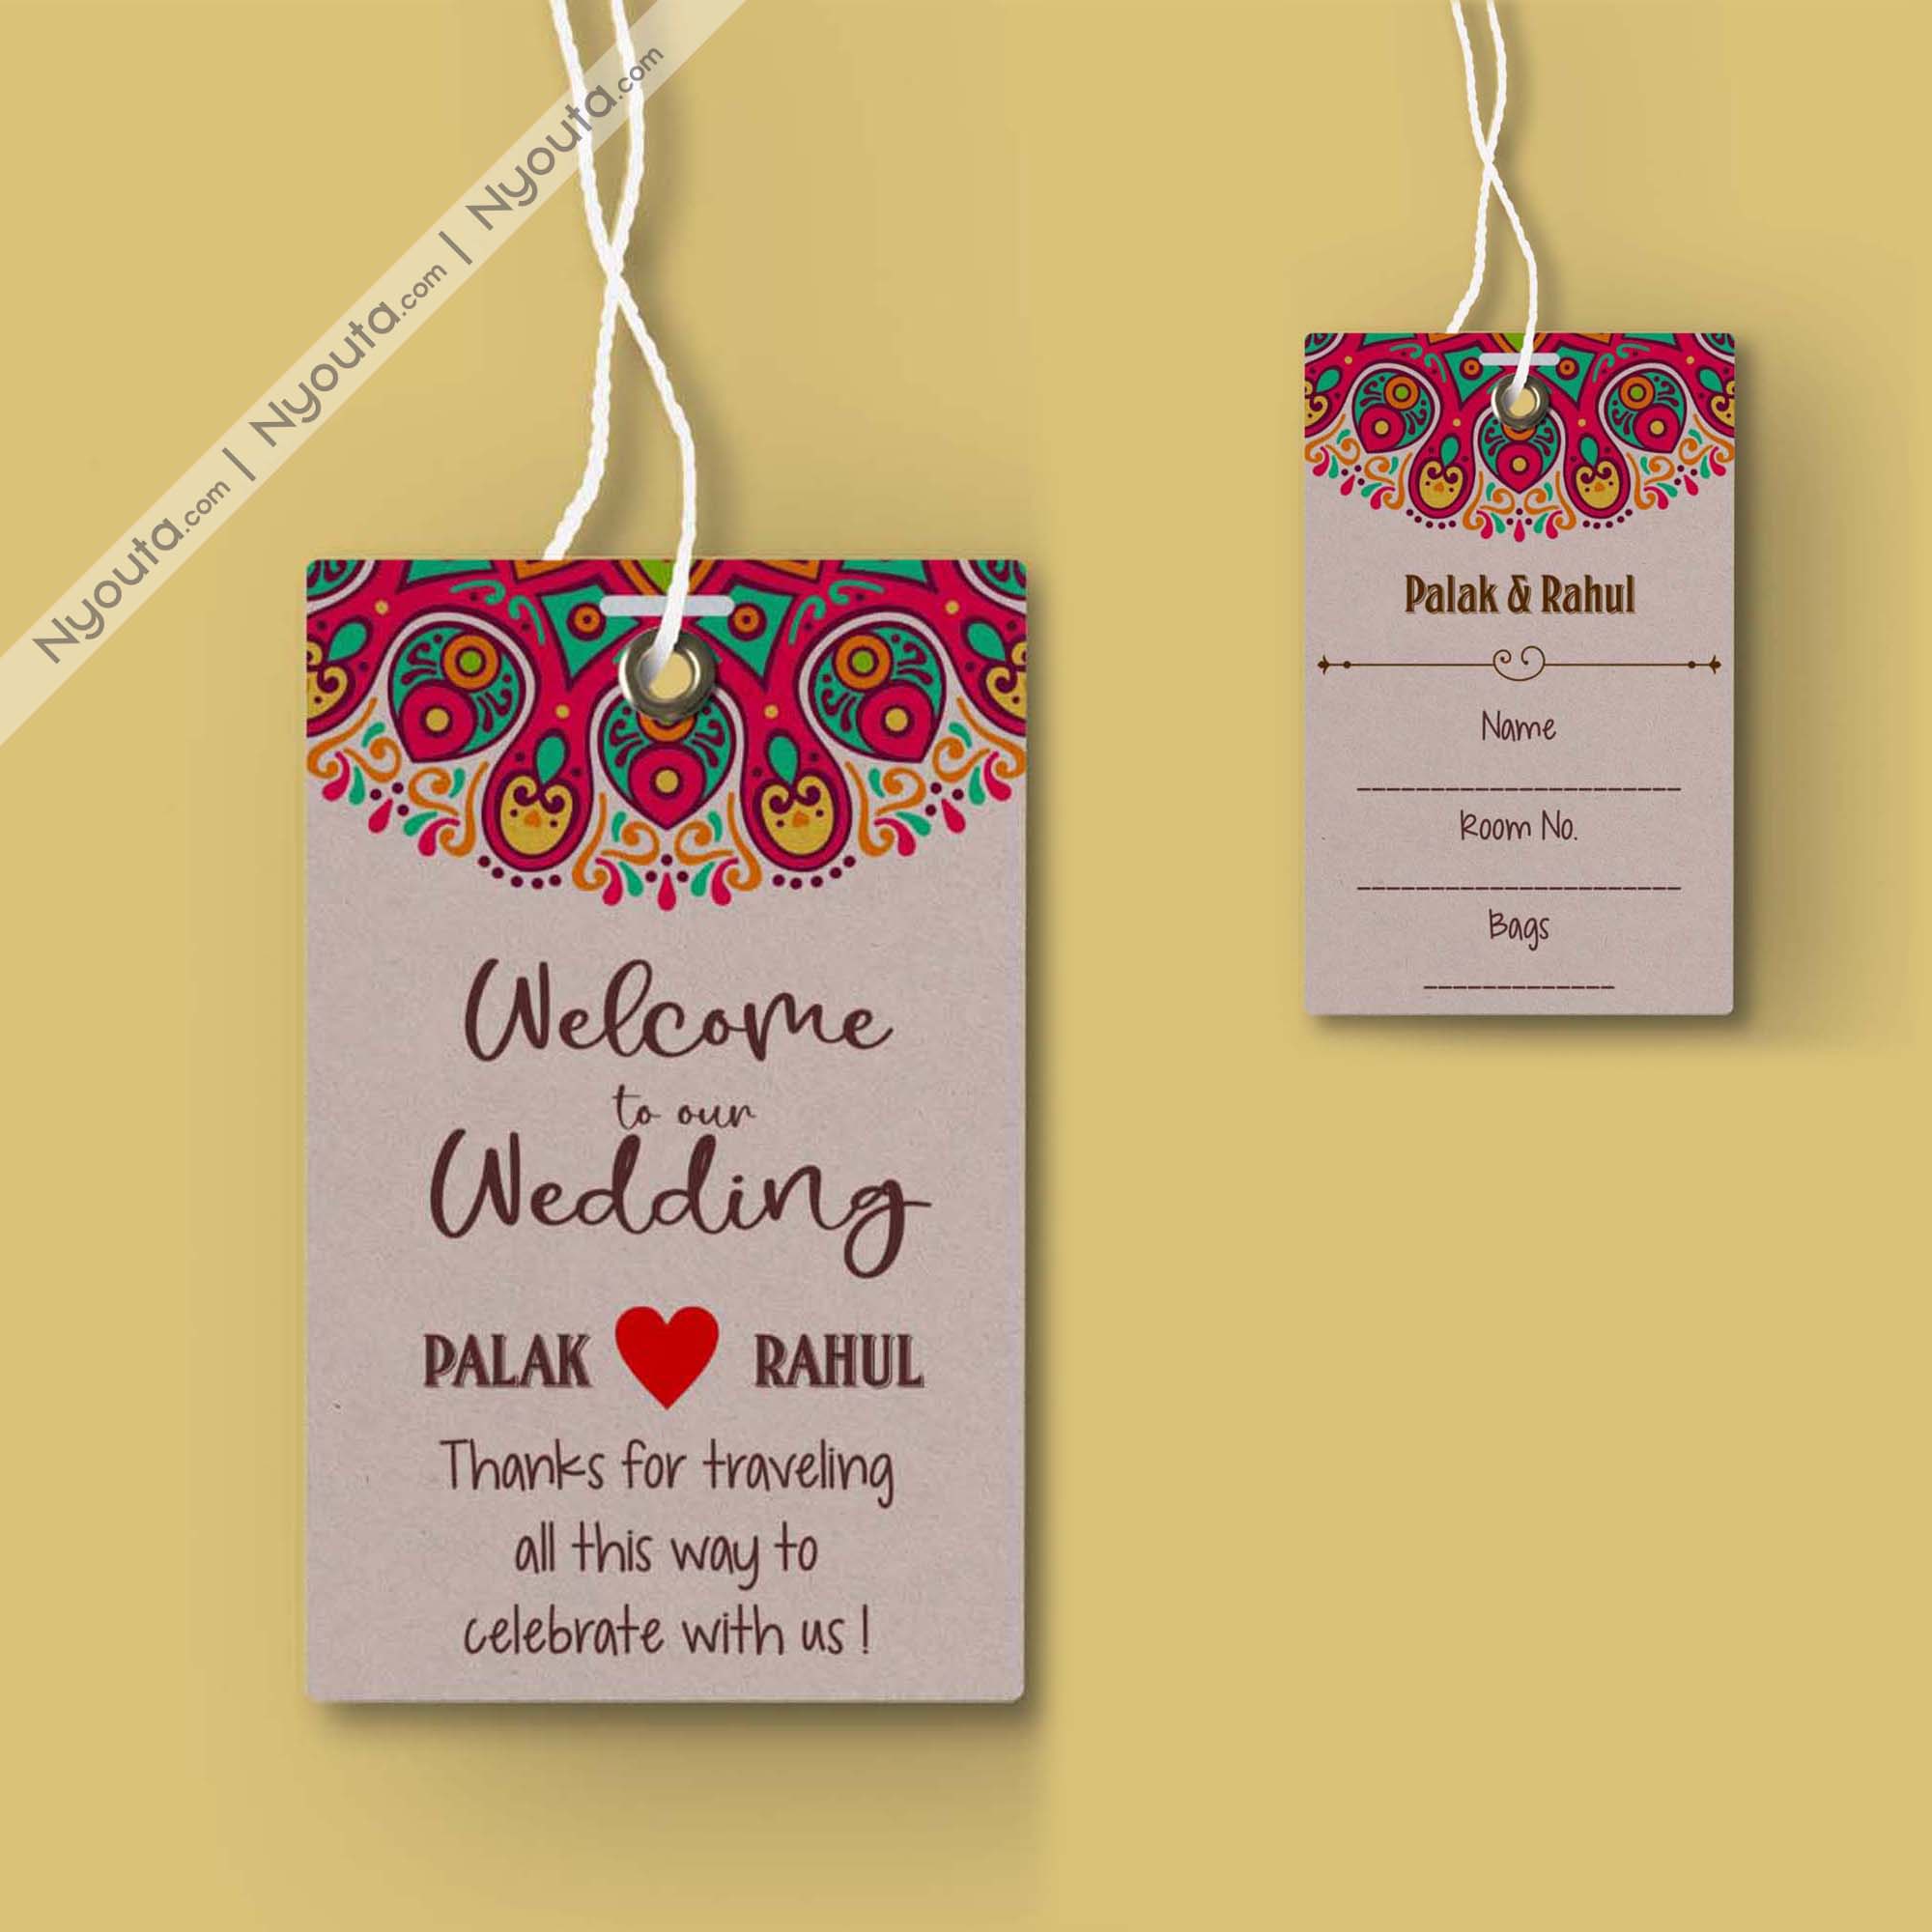 Nyouta.com | Nyouta.com | Nyouta.com
Welcome
to our
Wedding
PALAK RAHUL
Thanks for traveling
all this way to
celebrate with us !
Palak & Rahul
Name
_ _ _ _ _ _ _ _ _ _ _ _ _ _ _ _ _ _ _ _ _ _
Room No.
_ _ _ _ _ _ _ _ _ _ _ _ _ _ _ _ _ _ _ _ _ _
Bags
_ _ _ _ _ _ _ _ _ _ _ _ _